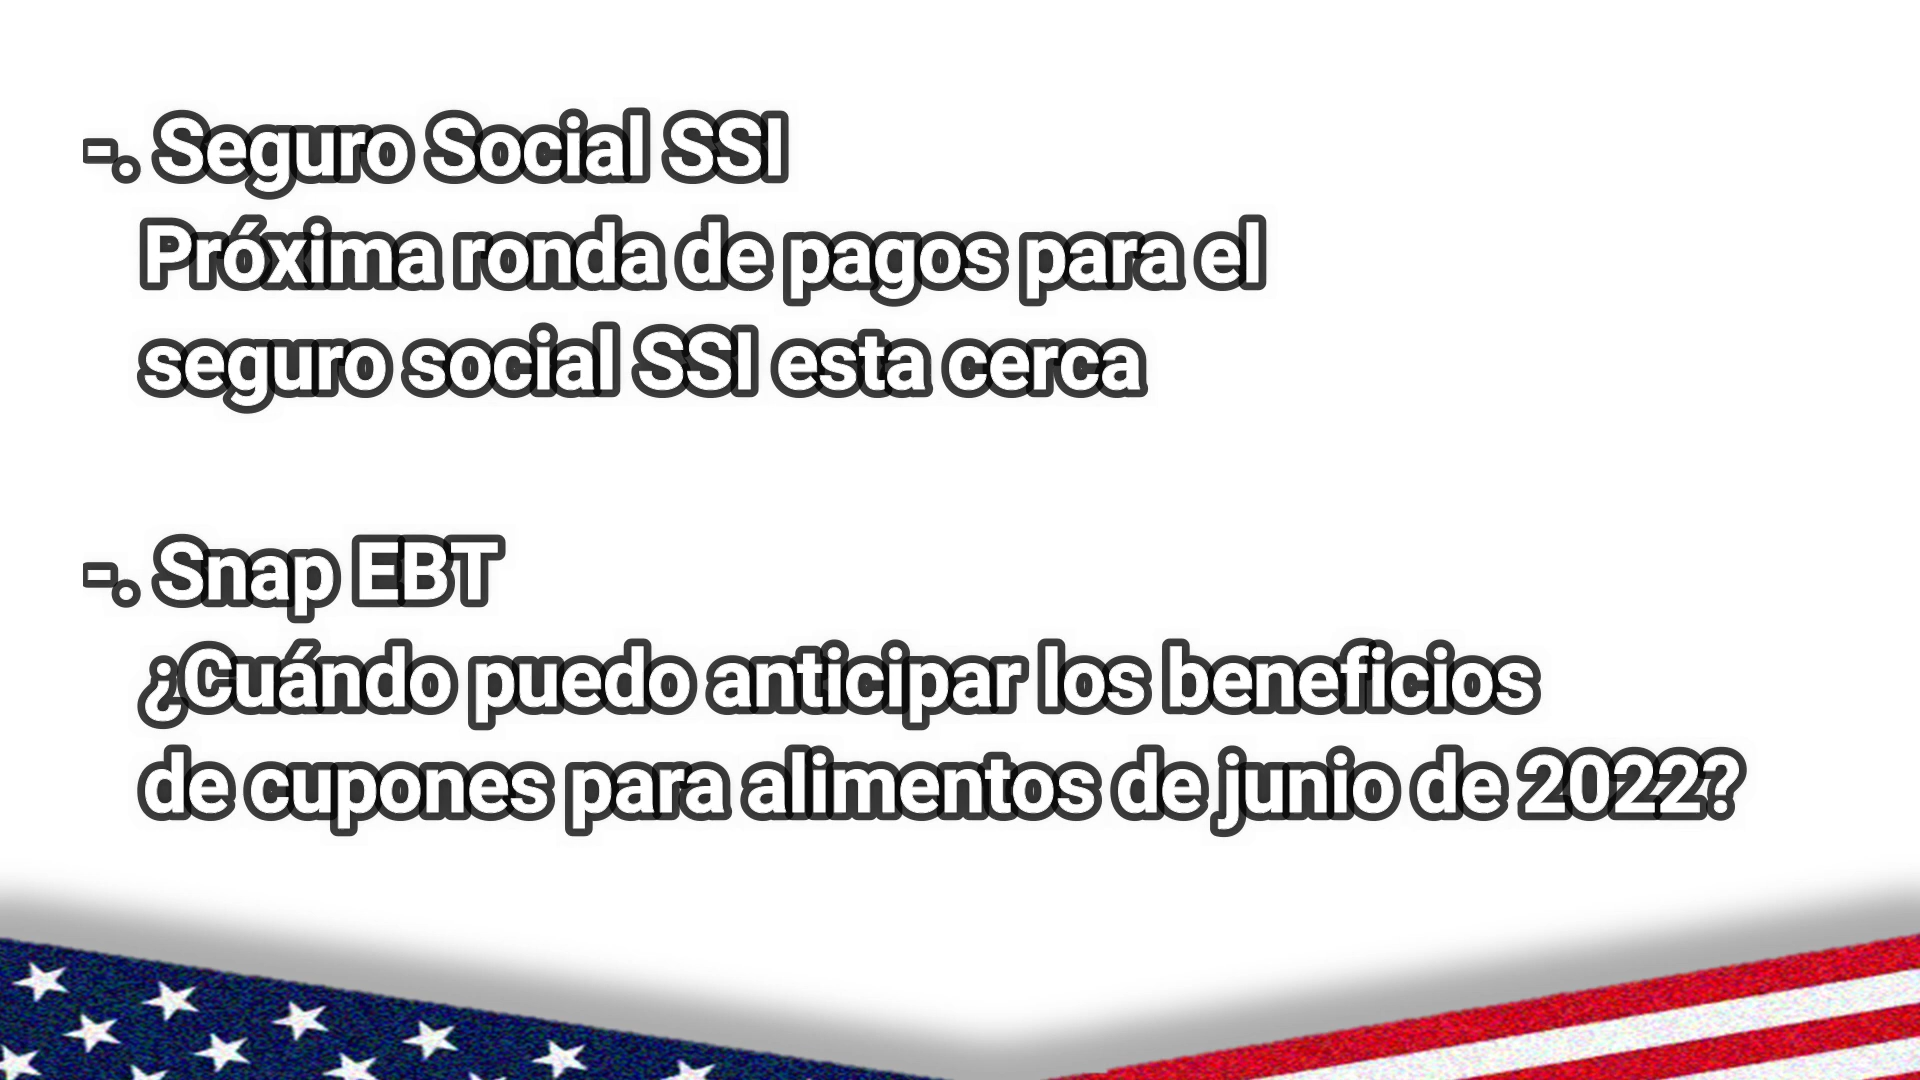 -. Seguro Social SSI
Próxima ronda de pagos para el
seguro social SSI esta cerca
-. Snap EBT
¿Cuándo puedo anticipar los beneficios
de cupones para alimentos de junio de 2022?